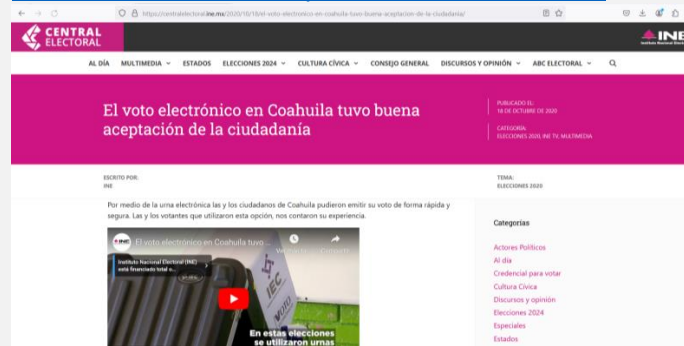 https://centralelectoral.ine.mx/2020/10/18/el-voto-electronico-en-coahuila-tuvo-buena-aceptacion-de-la-ciudadania/
CENTRAL
ELECTORAL
INE
AL DÍA MULTIMEDIA ESTADOS ELECCIONES 2024 CULTURA CÍVICA CONSEJO GENERAL DISCURSOS Y OPINIÓN ABC ELECTORAL
El voto electrónico en Coahuila tuvo buena
aceptación de la ciudadanía
PUBLICADO EL:
18 DE OCTUBRE DE 2020
CATEGORÍA:
ELECCIONES 2020, INE TV, MULTIMEDIA
ESCRITO POR:
INE
TEMA:
ELECCIONES 2020
Por medio de la urna electrónica las y los ciudadanos de Coahuila pudieron emitir su voto de forma rápida y
segura. Las y los votantes que utilizaron esta opción, nos contaron su experiencia.
INE El voto electrónico en Coahuila tuvo ...
Instituto Nacional Electoral (INE)
está financiado total o...
IEC
VOTO
En estas elecciones
se utilizaron urnas
Categorías
Actores Políticos
Al día
Credencial para votar
Cultura Cívica
Discursos y opinión
Elecciones 2024
Especiales
Estados